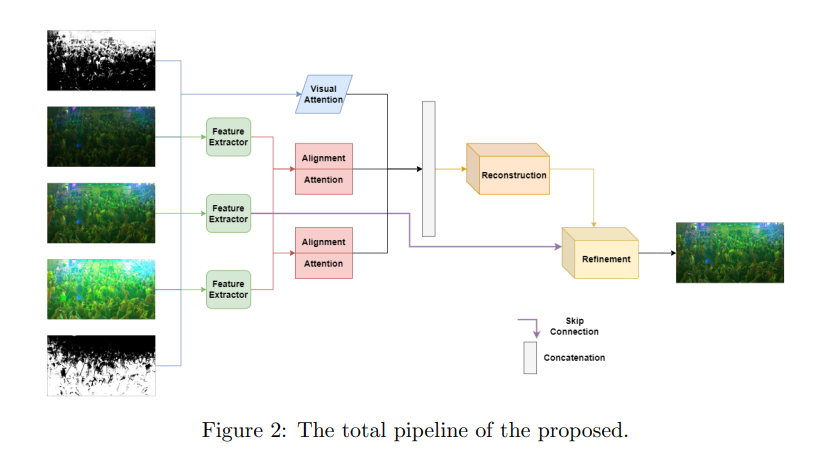 Visual
Attention
Feature
Extractor
Alignment
Attention
Feature
Extractor
Alignment
Attention
Feature
Extractor
Reconstruction
Refinement
Skip
Connection
Concatenation
Figure 2: The total pipeline of the proposed.